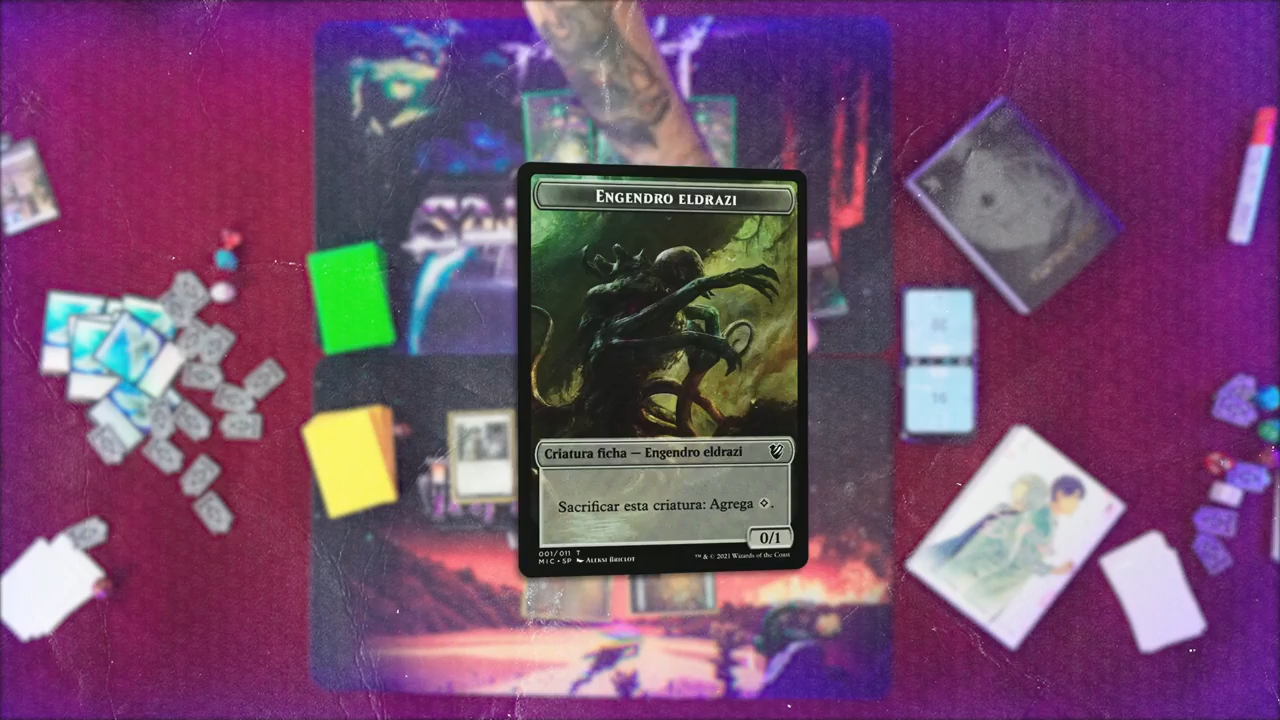 Engendro eldrazi
Criatura ficha — Engendro eldrazi
Sacrificar esta criatura: Agrega .
0/1
001/011 T
MIC • SP Aleksi Briclot
™ & © 2021 Wizards of the Coast